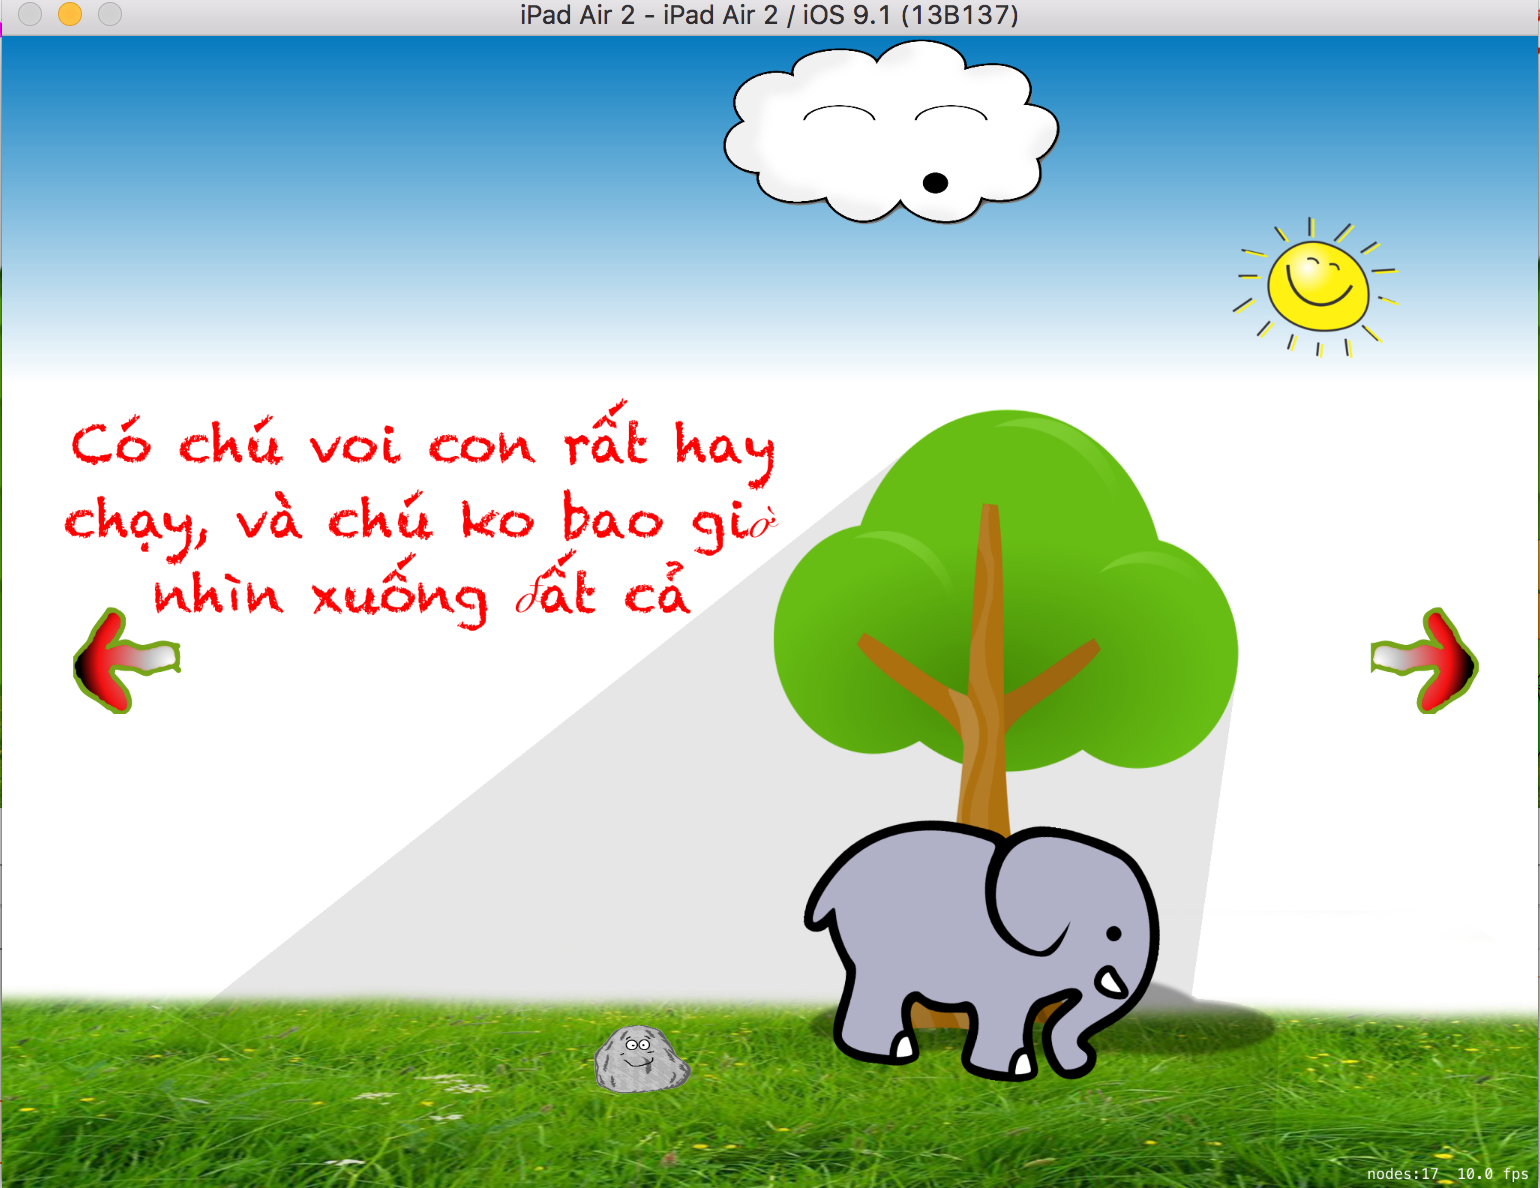 iPad Air 2 - iPad Air 2 / iOS 9.1 (13B137)
Có chú voi con rất hay
chạy, và chú ko bao giờ
nhìn xuống đất cả
nodes:17 10.0 fps